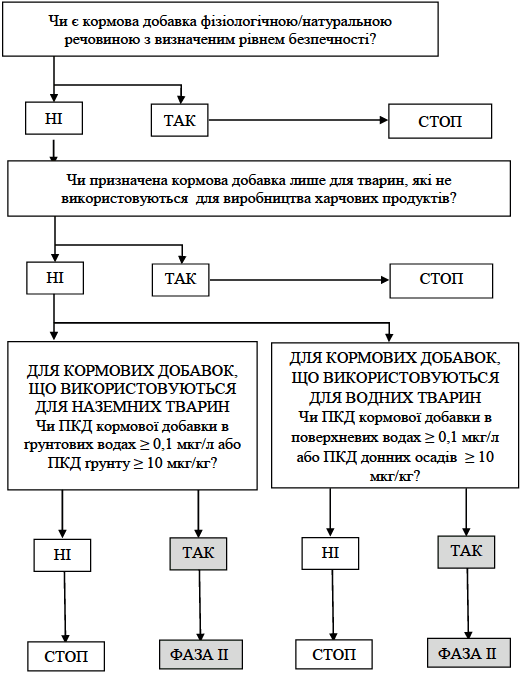 Чи є кормова добавка фізіологічною/натуральною
речовиною з визначеним рівнем безпечності?
НІ
ТАК
СТОП
Чи призначена кормова добавка лише для тварин, які не
використовуються для виробництва харчових продуктів?
НІ
ТАК
СТОП
ДЛЯ КОРМОВИХ ДОБАВОК,
ЩО ВИКОРИСТОВУЮТЬСЯ
ДЛЯ НАЗЕМНИХ ТВАРИН
Чи ПКД кормової добавки в
ґрунтових водах ≥ 0,1 мкг/л або
ПКД ґрунту ≥ 10 мкг/кг?
ДЛЯ КОРМОВИХ ДОБАВОК,
ЩО ВИКОРИСТОВУЮТЬСЯ
ДЛЯ ВОДНИХ ТВАРИН
Чи ПКД кормової добавки в
поверхневих водах ≥ 0,1 мкг/л
або ПКД донних осадів ≥ 10
мкг/кг?
НІ
ТАК
НІ
ТАК
СТОП
ФАЗА ІІ
СТОП
ФАЗА ІІ